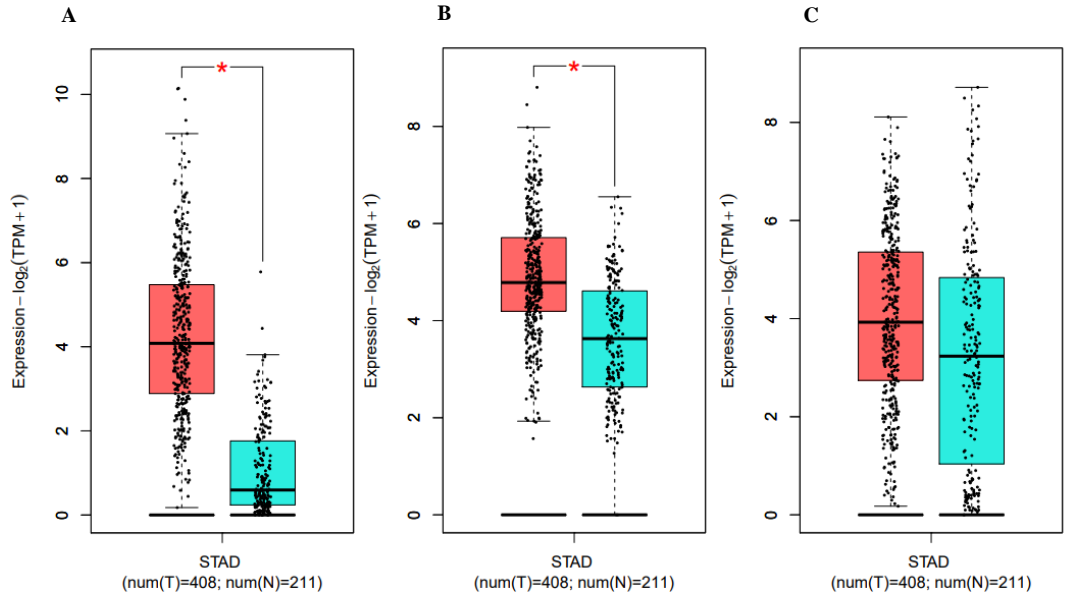 A
B
C
*
*
Expression – log₂(TPM + 1)
10
8
6
4
2
0
STAD
(num(T)=408; num(N)=211)
Expression – log₂(TPM + 1)
8
6
4
2
0
STAD
(num(T)=408; num(N)=211)
Expression – log₂(TPM + 1)
8
6
4
2
0
STAD
(num(T)=408; num(N)=211)